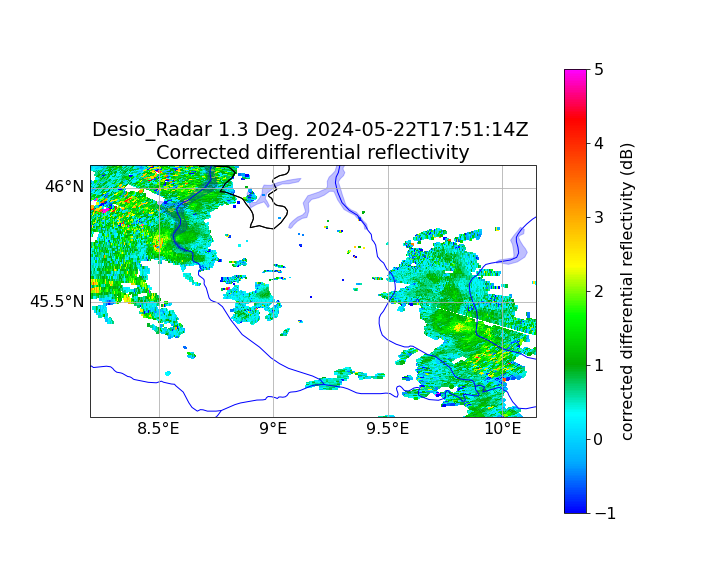 Desio_Radar 1.3 Deg. 2024-05-22T17:51:14Z
Corrected differential reflectivity
46°N
45.5°N
8.5°E
9°E
9.5°E
10°E
5
4
3
2
1
0
−1
corrected differential reflectivity (dB)